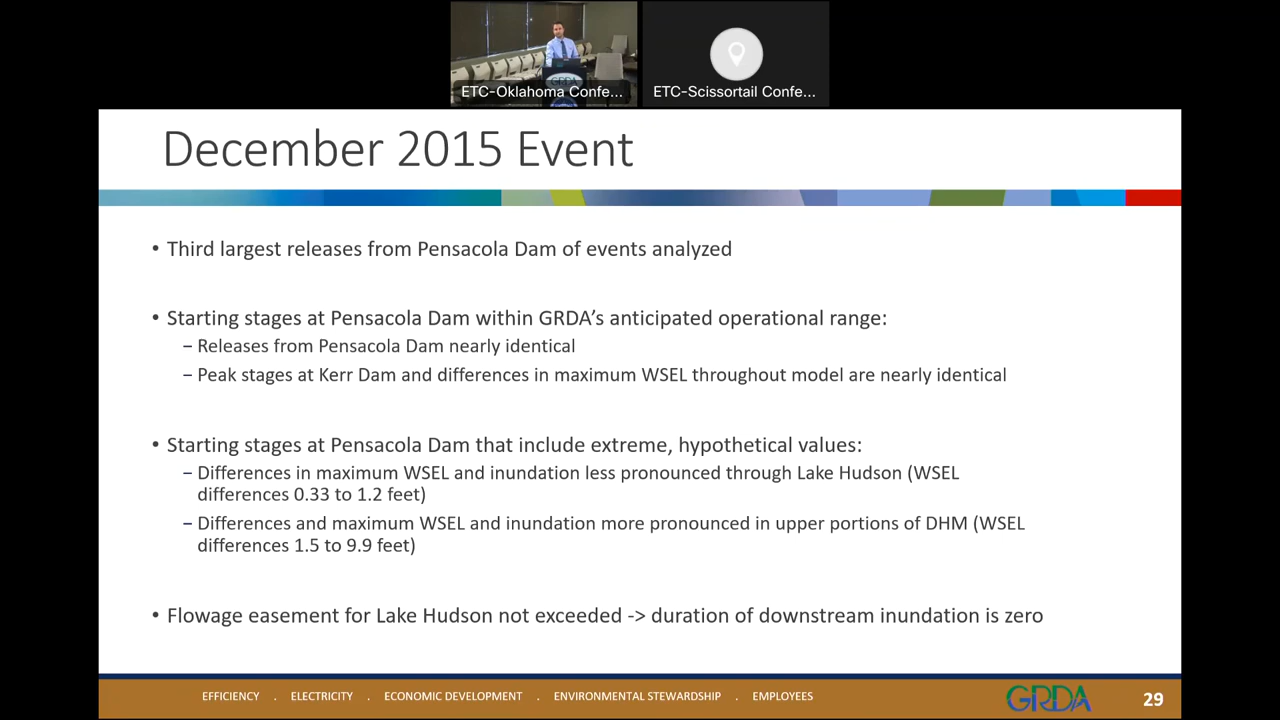 GRDA
ETC-Oklahoma Confe...
ETC-Scissortail Confe...
December 2015 Event
• Third largest releases from Pensacola Dam of events analyzed
• Starting stages at Pensacola Dam within GRDA’s anticipated operational range:
– Releases from Pensacola Dam nearly identical
– Peak stages at Kerr Dam and differences in maximum WSEL throughout model are nearly identical
• Starting stages at Pensacola Dam that include extreme, hypothetical values:
– Differences in maximum WSEL and inundation less pronounced through Lake Hudson (WSEL
differences 0.33 to 1.2 feet)
– Differences and maximum WSEL and inundation more pronounced in upper portions of DHM (WSEL
differences 1.5 to 9.9 feet)
• Flowage easement for Lake Hudson not exceeded -> duration of downstream inundation is zero
EFFICIENCY . ELECTRICITY . ECONOMIC DEVELOPMENT . ENVIRONMENTAL STEWARDSHIP . EMPLOYEES
GRDA
29